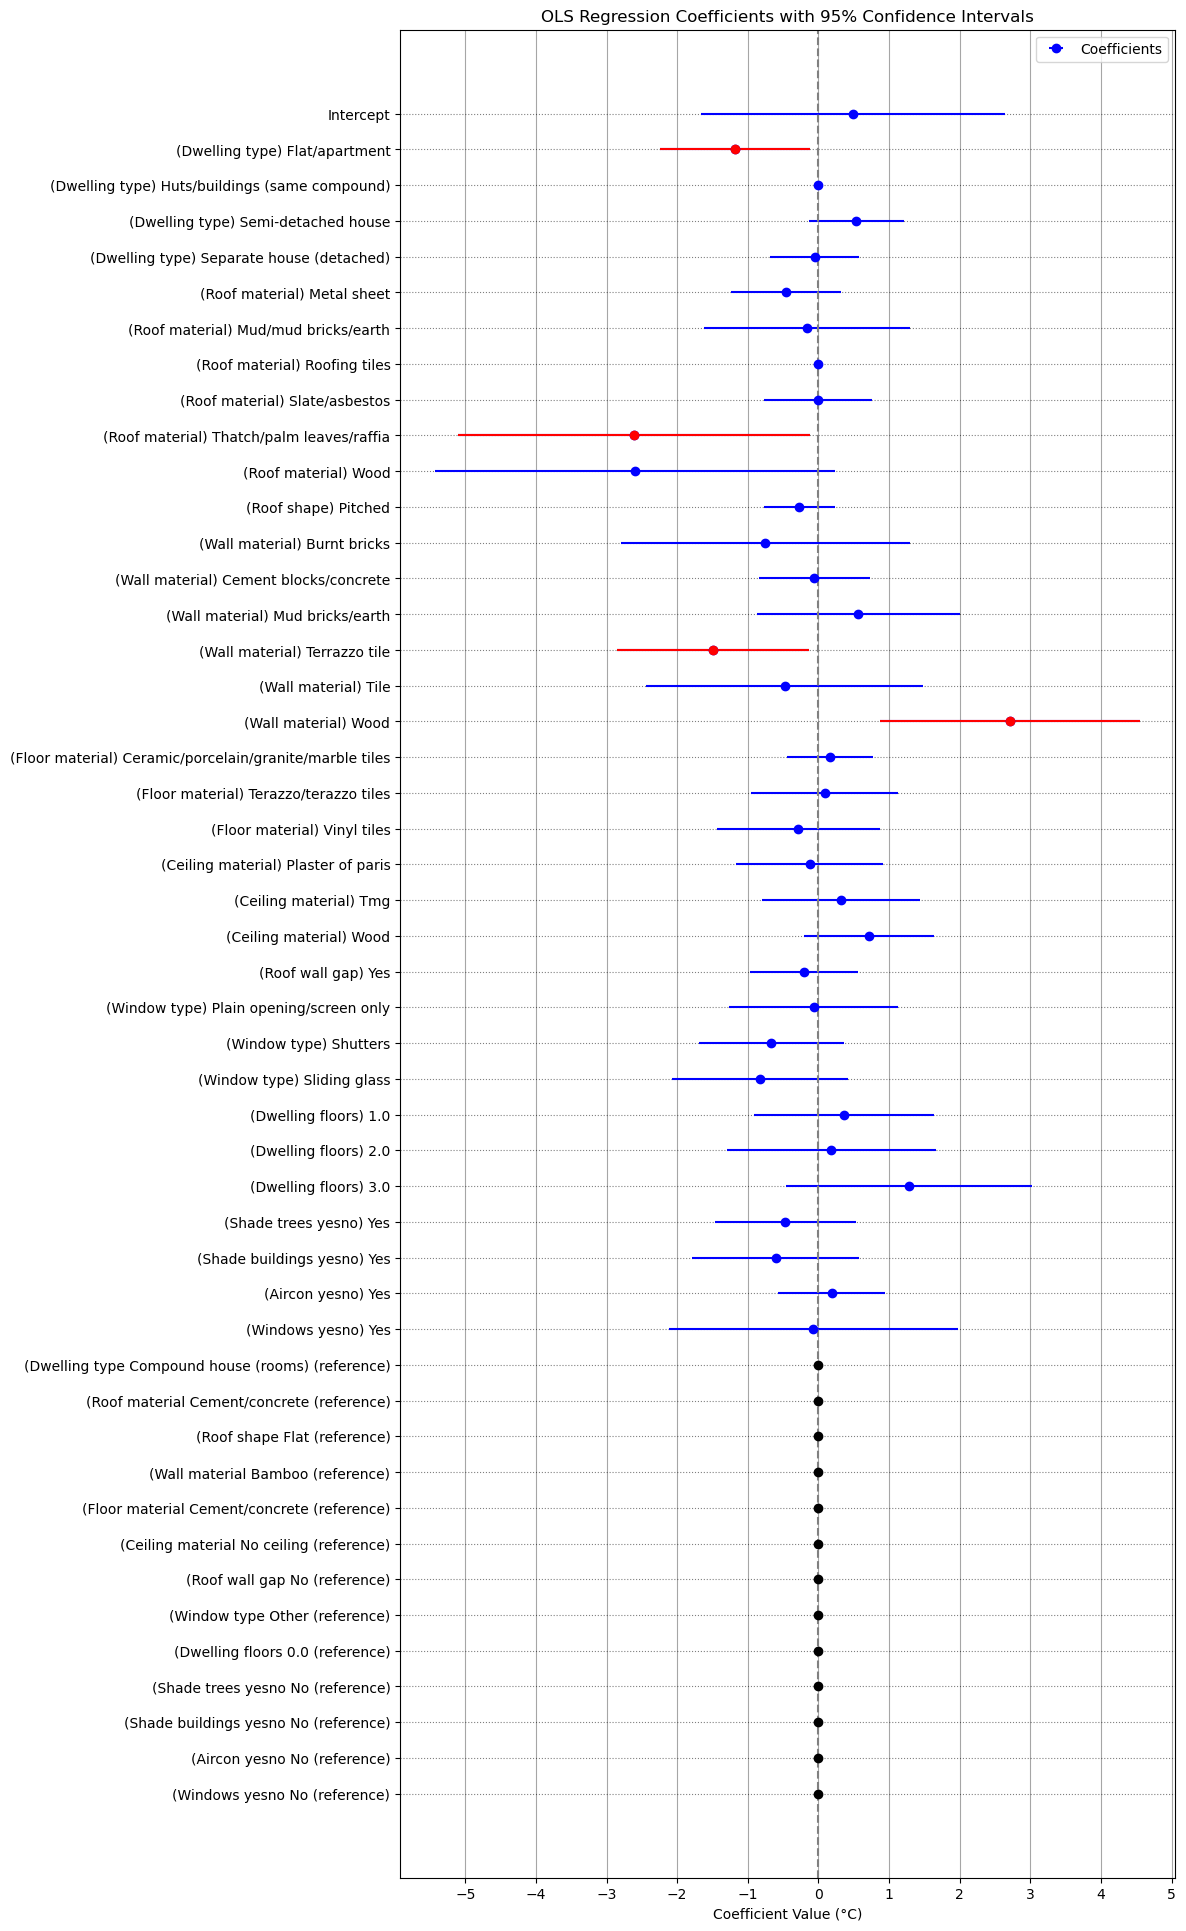 OLS Regression Coefficients with 95% Confidence Intervals
Coefficients
Intercept
(Dwelling type) Flat/apartment
(Dwelling type) Huts/buildings (same compound)
(Dwelling type) Semi-detached house
(Dwelling type) Separate house (detached)
(Roof material) Metal sheet
(Roof material) Mud/mud bricks/earth
(Roof material) Roofing tiles
(Roof material) Slate/asbestos
(Roof material) Thatch/palm leaves/raffia
(Roof material) Wood
(Roof shape) Pitched
(Wall material) Burnt bricks
(Wall material) Cement blocks/concrete
(Wall material) Mud bricks/earth
(Wall material) Terrazzo tile
(Wall material) Tile
(Wall material) Wood
(Floor material) Ceramic/porcelain/granite/marble tiles
(Floor material) Terazzo/terazzo tiles
(Floor material) Vinyl tiles
(Ceiling material) Plaster of paris
(Ceiling material) Tmg
(Ceiling material) Wood
(Roof wall gap) Yes
(Window type) Plain opening/screen only
(Window type) Shutters
(Window type) Sliding glass
(Dwelling floors) 1.0
(Dwelling floors) 2.0
(Dwelling floors) 3.0
(Shade trees yesno) Yes
(Shade buildings yesno) Yes
(Aircon yesno) Yes
(Windows yesno) Yes
(Dwelling type Compound house (rooms) (reference)
(Roof material Cement/concrete (reference)
(Roof shape Flat (reference)
(Wall material Bamboo (reference)
(Floor material Cement/concrete (reference)
(Ceiling material No ceiling (reference)
(Roof wall gap No (reference)
(Window type Other (reference)
(Dwelling floors 0.0 (reference)
(Shade trees yesno No (reference)
(Shade buildings yesno No (reference)
(Aircon yesno No (reference)
(Windows yesno No (reference)
−5 −4 −3 −2 −1 0 1 2 3 4 5
Coefficient Value (°C)